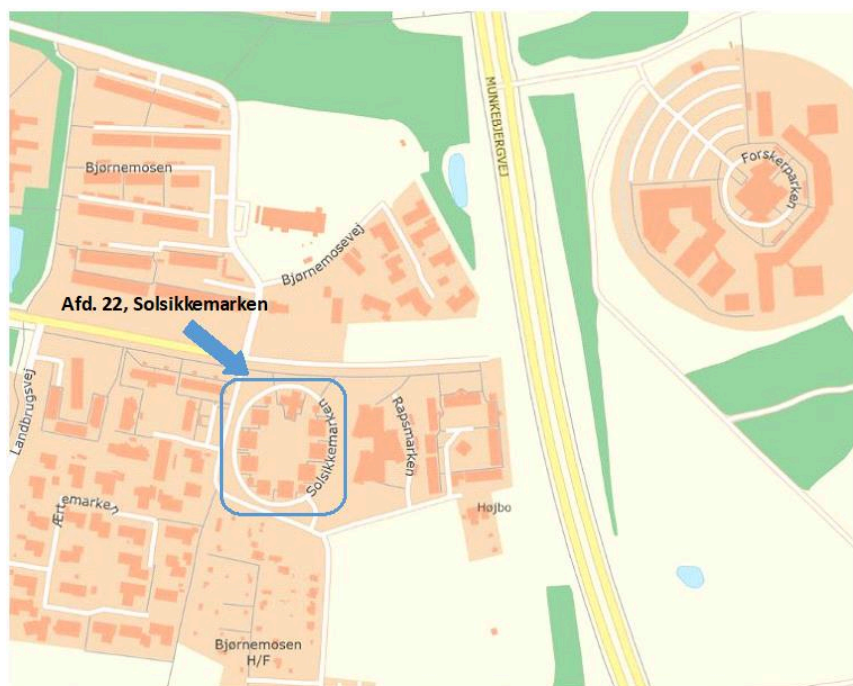 MUNKEBJERGVEJ
Forskerparken
Bjørnemosen
Bjørnemosevej
Afd. 22, Solsikkemarken
Landbrugsvej
Solsikkemarken
Rapsmarken
Ærtemarken
Højbo
Bjørnemosen
H/F